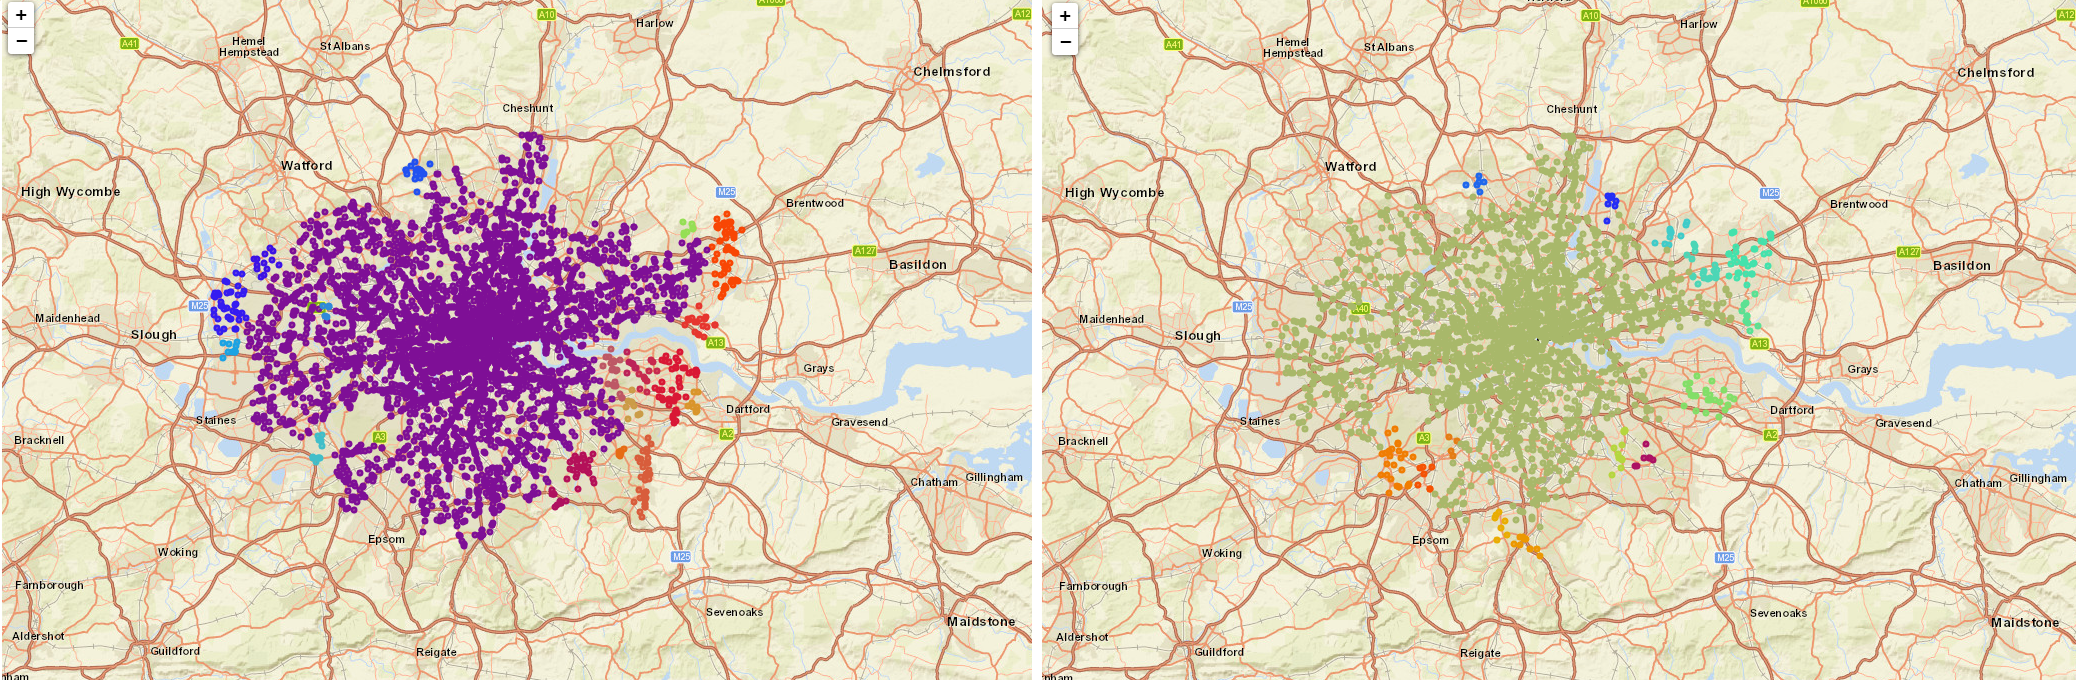 +
−
A10
A1060
A12
A41
Harlow
Hemel
Hempstead
St Albans
Chelmsford
Cheshunt
Watford
High Wycombe
M25
Brentwood
A127
Basildon
M25
Maidenhead
Slough
A13
Grays
Dartford
Staines
A3
A2
Gravesend
Bracknell
Chatham
Gillingham
Epsom
Woking
M25
Farnborough
Sevenoaks
Maidstone
Aldershot
Guildford
Reigate
nham
+
−
A10
A1060
A12
A41
Harlow
Hemel
Hempstead
St Albans
Chelmsford
Cheshunt
Watford
High Wycombe
M25
Brentwood
A127
Basildon
M25
A40
Maidenhead
Slough
A13
Grays
Dartford
Staines
A3
A2
Gravesend
Bracknell
Chatham
Gillingham
Epsom
Woking
M25
Farnborough
Sevenoaks
Maidstone
Aldershot
Guildford
Reigate
nham